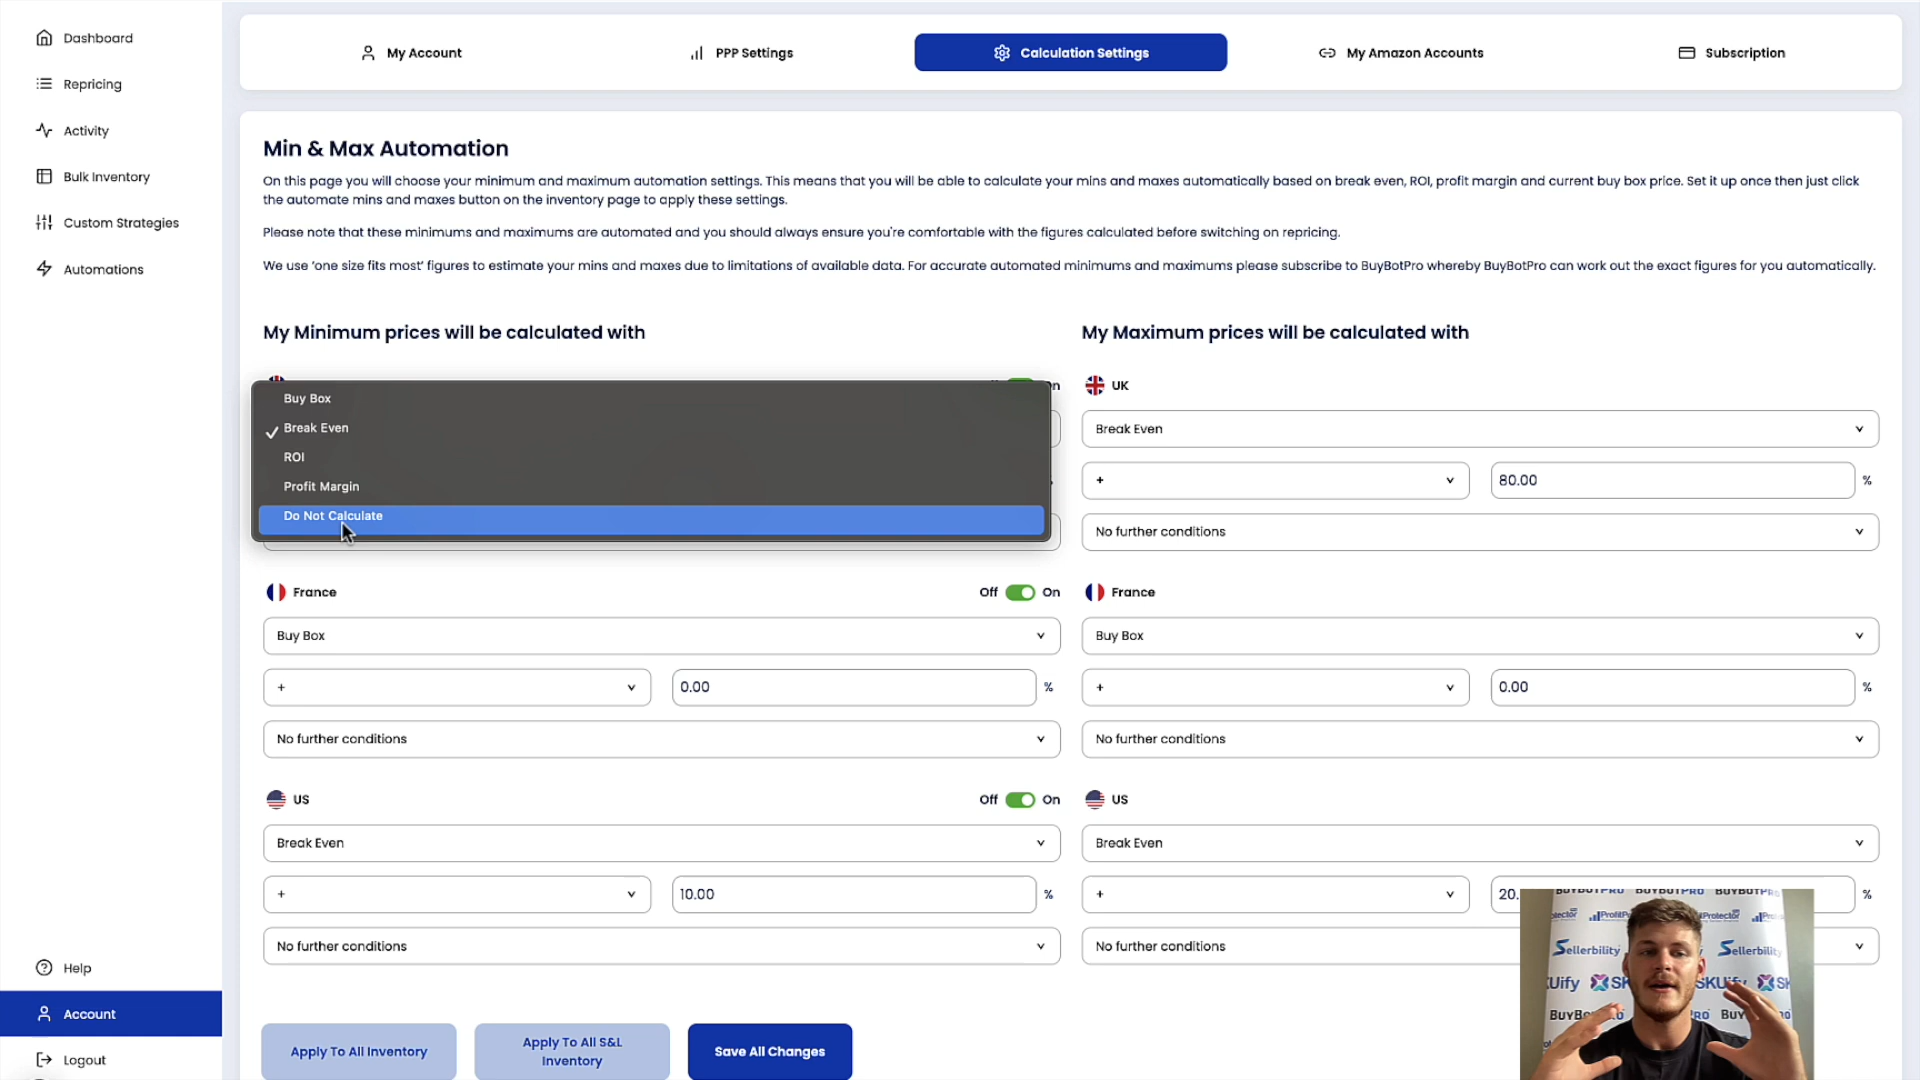 Dashboard
Repricing
Activity
Bulk Inventory
Custom Strategies
Automations
Help
Account
Logout
My Account
PPP Settings
Calculation Settings
My Amazon Accounts
Subscription
Min & Max Automation
On this page you will choose your minimum and maximum automation settings. This means that you will be able to calculate your mins and maxes automatically based on break even, ROI, profit margin and current buy box price. Set it up once then just click
the automate mins and maxes button on the inventory page to apply these settings.
Please note that these minimums and maximums are automated and you should always ensure you're comfortable with the figures calculated before switching on repricing.
We use 'one size fits most' figures to estimate your mins and maxes due to limitations of available data. For accurate automated minimums and maximums please subscribe to BuyBotPro whereby BuyBotPro can work out the exact figures for you automatically.
My Minimum prices will be calculated with
Buy Box
Break Even
ROI
Profit Margin
Do Not Calculate
France
Off On
Buy Box
+ 0.00 %
No further conditions
US
Off On
Break Even
+ 10.00 %
No further conditions
My Maximum prices will be calculated with
UK
Break Even
+ 80.00 %
No further conditions
France
Buy Box
+ 0.00 %
No further conditions
US
Break Even
+ 20. %
No further conditions
Apply To All Inventory
Apply To All S&L
Inventory
Save All Changes
BUYBOTPRO BUYBOTPRO
Sellerbility Sellerbility